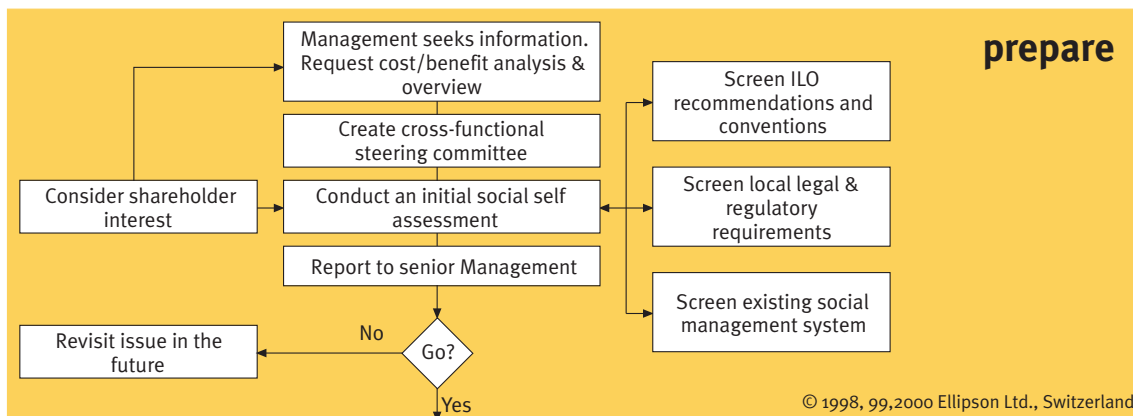 prepare
Management seeks information.
Request cost/benefit analysis &
overview
Create cross-functional
steering committee
Consider shareholder
interest
Conduct an initial social self
assessment
Report to senior Management
Screen ILO
recommendations and
conventions
Screen local legal &
regulatory
requirements
Screen existing social
management system
Go?
No
Revisit issue in the
future
Yes
© 1998, 99,2000 Ellipson Ltd., Switzerland